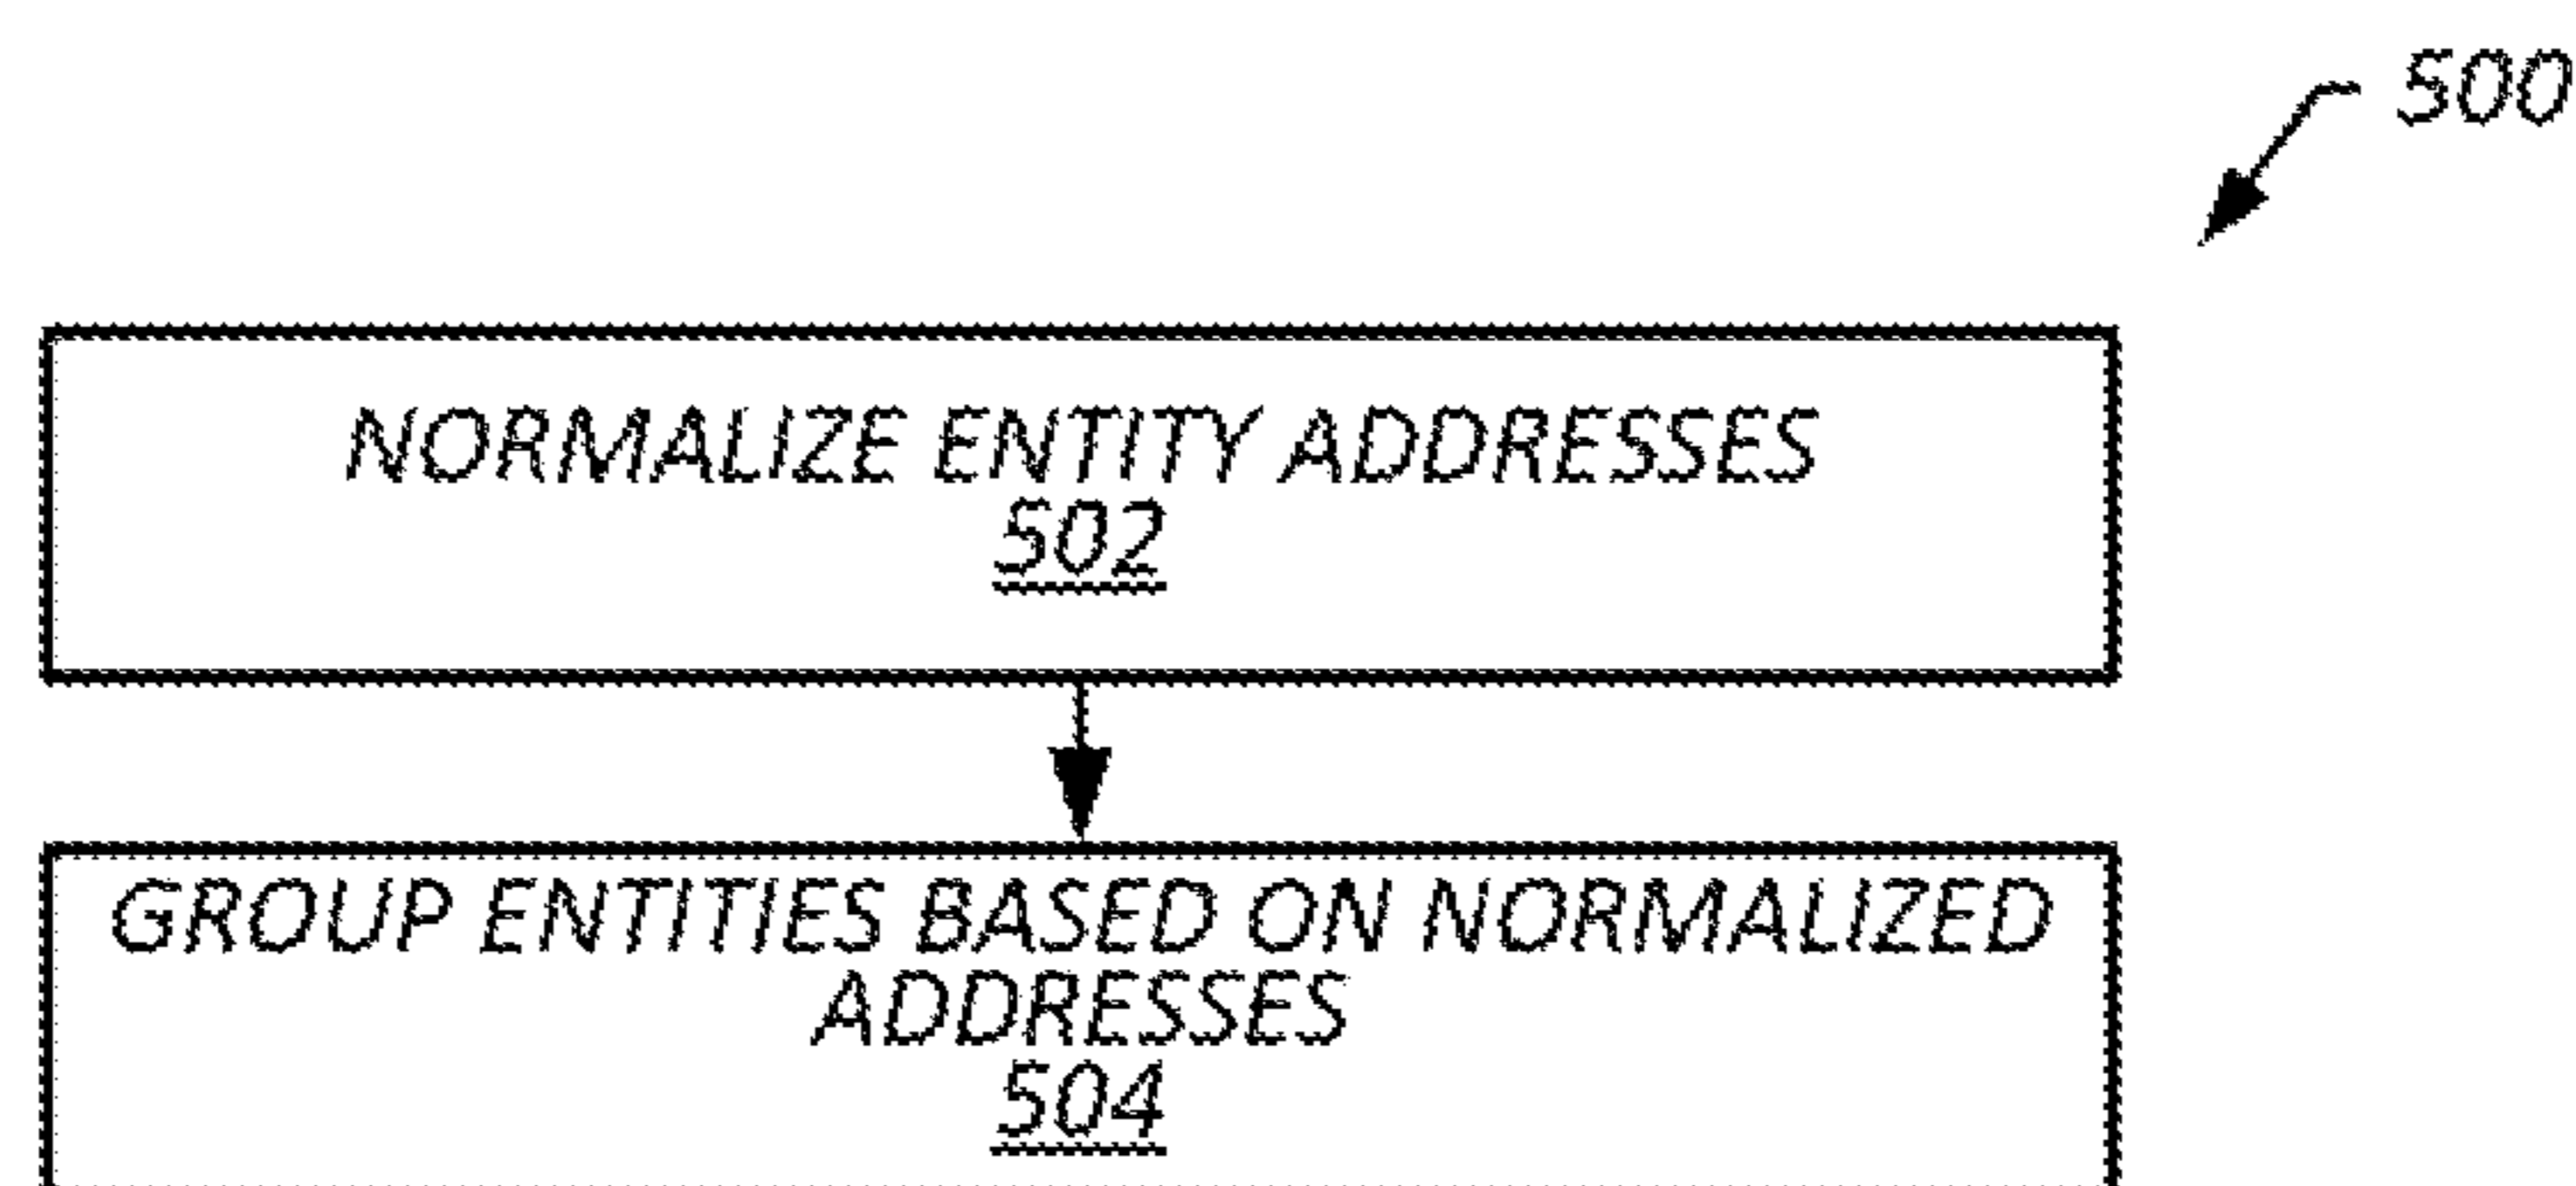 500
NORMALIZE ENTITY ADDRESSES
502
GROUP ENTITIES BASED ON NORMALIZED
ADDRESSES
504